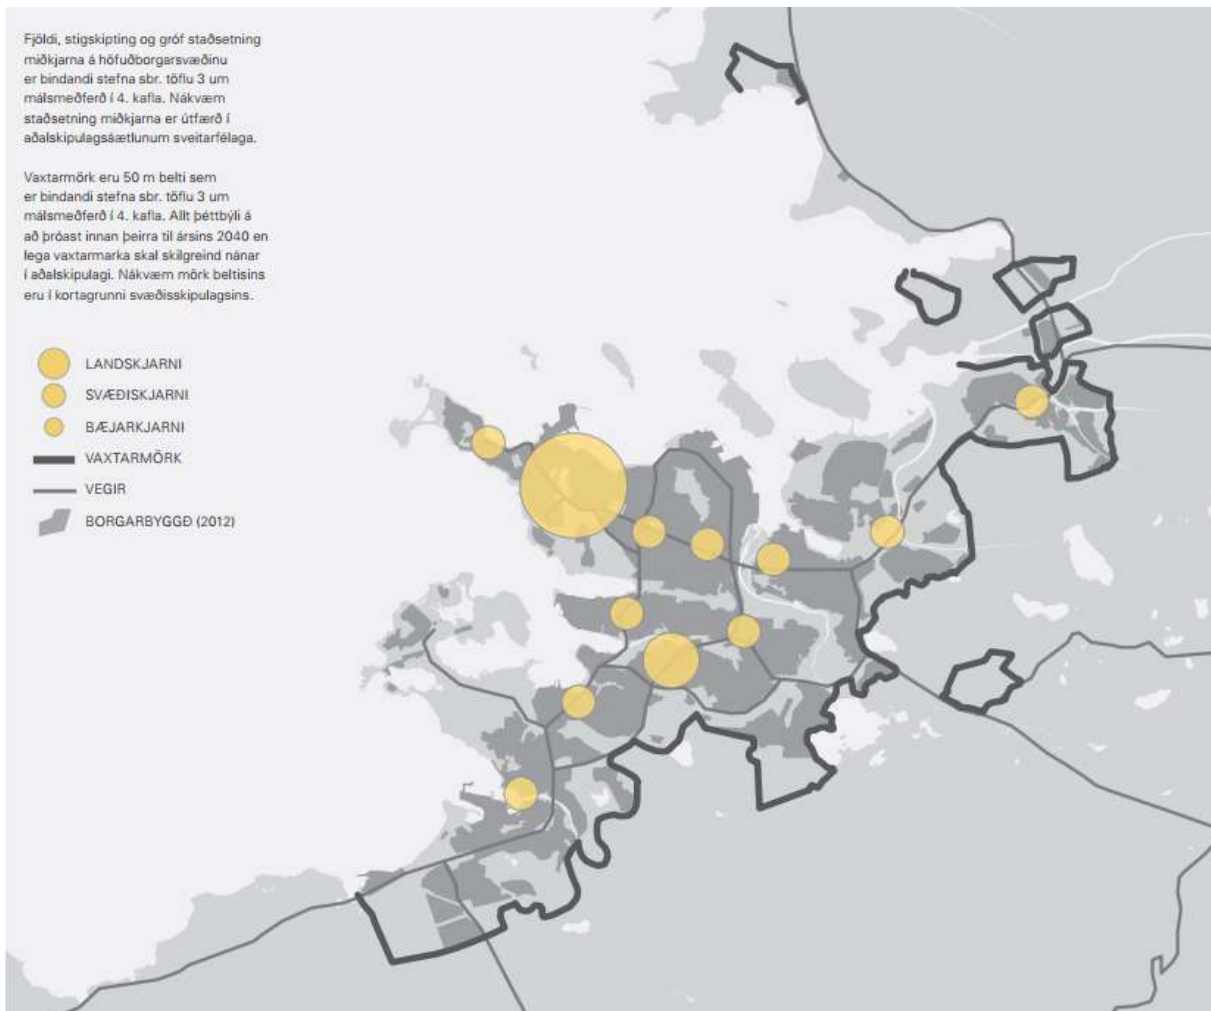 Fjöldi, stigskipting og gróf staðsetning
miðkjarna á höfuðborgarsvæðinu
er bindandi stefna sbr. töflu 3 um
málsmeðferð í 4. kafla. Nákvæm
staðsetning miðkjarna er útfærð í
aðalskipulagsáætlunum sveitarfélaga.
Vaxtarmörk eru 50 m belti sem
er bindandi stefna sbr. töflu 3 um
málsmeðferð í 4. kafla. Allt þéttbýli á
að þróast innan þeirra til ársins 2040 en
lega vaxtarmarka skal skilgreind nánar
í aðalskipulagi. Nákvæm mörk beltisins
eru í kortagrunni svæðisskipulagsins.
LANDSKJARNI
SVÆÐISKJARNI
BÆJARKJARNI
VAXTARMÖRK
VEGIR
BORGARBYGGÐ (2012)